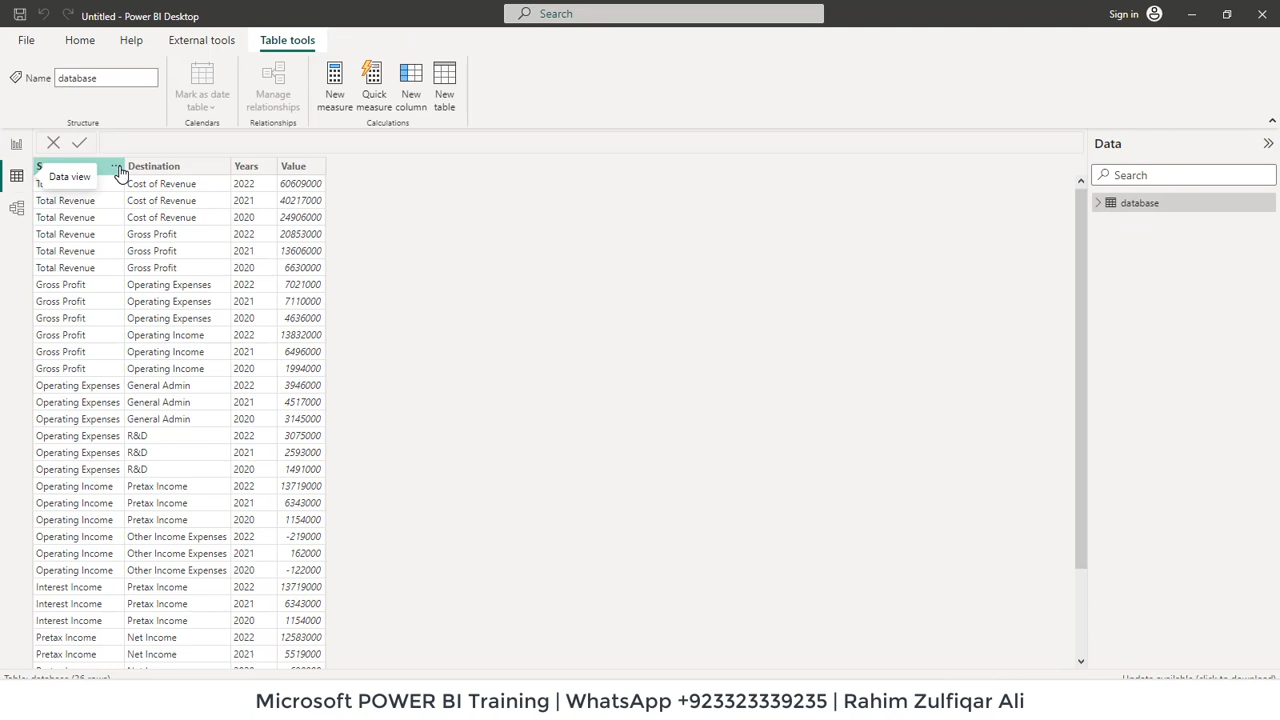 Untitled - Power BI Desktop
Search
Sign in
File
Home
Help
External tools
Table tools
Name
database
Mark as date table
Manage relationships
New measure
Quick measure
New column
New table
Structure
Calendars
Relationships
Calculations
Data
Search
database
Data view
Destination Years Value
Cost of Revenue 2022 60609000
Total Revenue Cost of Revenue 2021 40217000
Total Revenue Cost of Revenue 2020 24906000
Total Revenue Gross Profit 2022 20853000
Total Revenue Gross Profit 2021 13606000
Total Revenue Gross Profit 2020 6630000
Gross Profit Operating Expenses 2022 7021000
Gross Profit Operating Expenses 2021 7110000
Gross Profit Operating Expenses 2020 4636000
Gross Profit Operating Income 2022 13832000
Gross Profit Operating Income 2021 6496000
Gross Profit Operating Income 2020 1994000
Operating Expenses General Admin 2022 3946000
Operating Expenses General Admin 2021 4517000
Operating Expenses General Admin 2020 3145000
Operating Expenses R&D 2022 3075000
Operating Expenses R&D 2021 2593000
Operating Expenses R&D 2020 1491000
Operating Income Pretax Income 2022 13719000
Operating Income Pretax Income 2021 6343000
Operating Income Pretax Income 2020 1154000
Operating Income Other Income Expenses 2022 -219000
Operating Income Other Income Expenses 2021 162000
Operating Income Other Income Expenses 2020 -122000
Interest Income Pretax Income 2022 13719000
Interest Income Pretax Income 2021 6343000
Interest Income Pretax Income 2020 1154000
Pretax Income Net Income 2022 12583000
Pretax Income Net Income 2021 5519000
Table: database (36 rows)
Update available (click to download)
Microsoft POWER BI Training | WhatsApp +923323339235 | Rahim Zulfiqar Ali